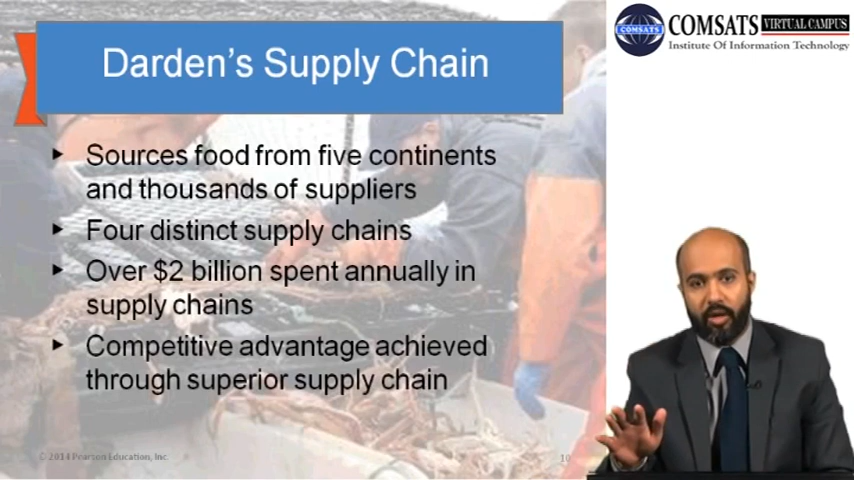 Darden's Supply Chain
COMSATS VIRTUAL CAMPUS
Institute Of Information Technology
COMSATS
▶ Sources food from five continents
and thousands of suppliers
▶ Four distinct supply chains
▶ Over $2 billion spent annually in
supply chains
▶ Competitive advantage achieved
through superior supply chain
© 2014 Pearson Education, Inc.
10